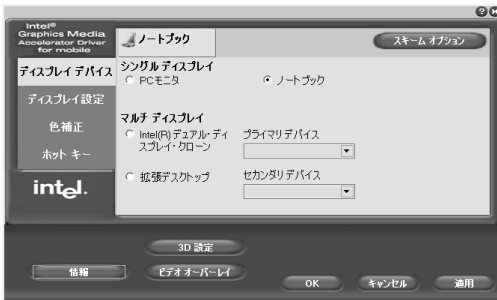 Intel®
Graphics Media
Accelerator Driver
for mobile
ノートブック
スキーム オプション
ディスプレイ デバイス
ディスプレイ設定
色補正
ホット キー
intel.
シングル ディスプレイ
PCモニタ
ノートブック
マルチ ディスプレイ
Intel(R) デュアル・ディ
スプレイ・クローン
プライマリ デバイス
拡張デスクトップ
セカンダリ デバイス
3D 設定
情報
ビデオ オーバーレイ
OK
キャンセル
適用